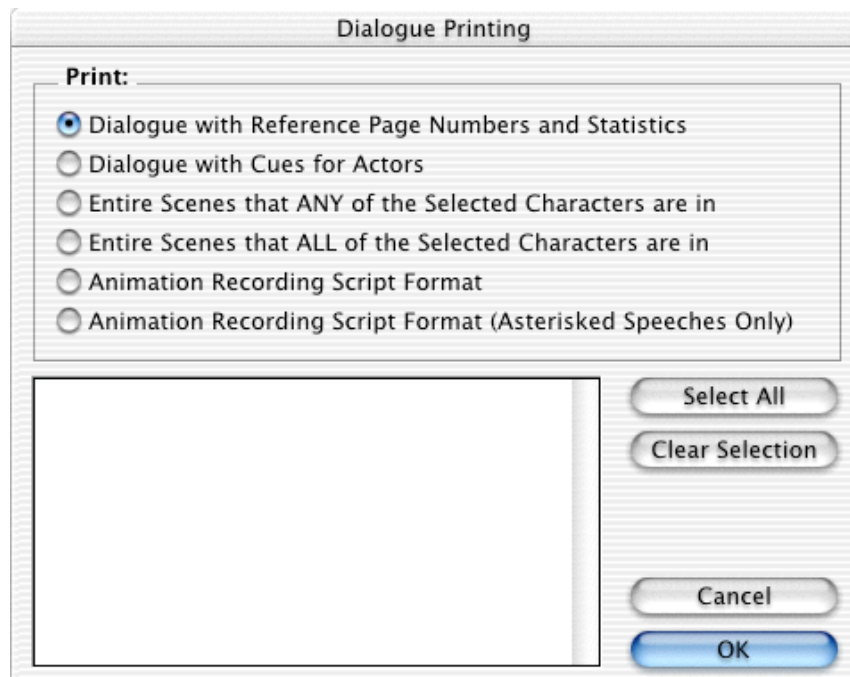 Dialogue Printing
Print:
Dialogue with Reference Page Numbers and Statistics
Dialogue with Cues for Actors
Entire Scenes that ANY of the Selected Characters are in
Entire Scenes that ALL of the Selected Characters are in
Animation Recording Script Format
Animation Recording Script Format (Asterisked Speeches Only)
Select All
Clear Selection
Cancel
OK